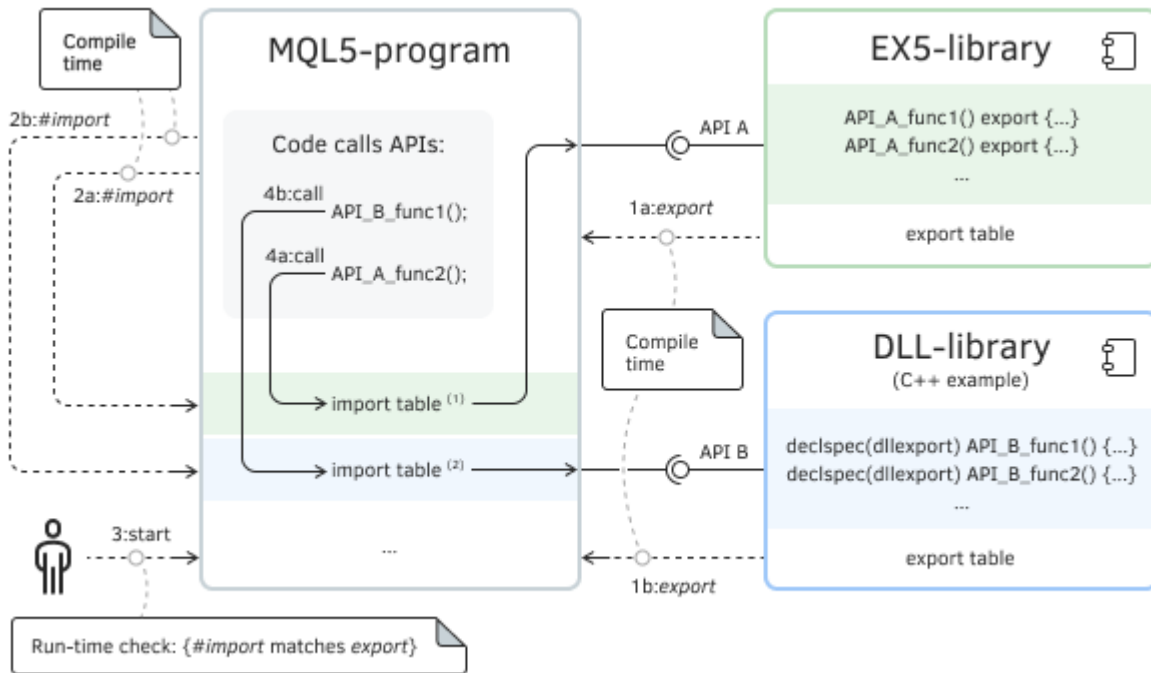 Compile
time
2b:#import
2a:#import
MQL5-program
Code calls APIs:
4b:call
API_B_func1();
4a:call
API_A_func2();
import table (1)
import table (2)
...
3:start
Run-time check: {#import matches export}
API A
1a:export
Compile
time
API B
1b:export
EX5-library
API_A_func1() export {...}
API_A_func2() export {...}
...
export table
DLL-library
(C++ example)
declspec(dllexport) API_B_func1() {...}
declspec(dllexport) API_B_func2() {...}
...
export table